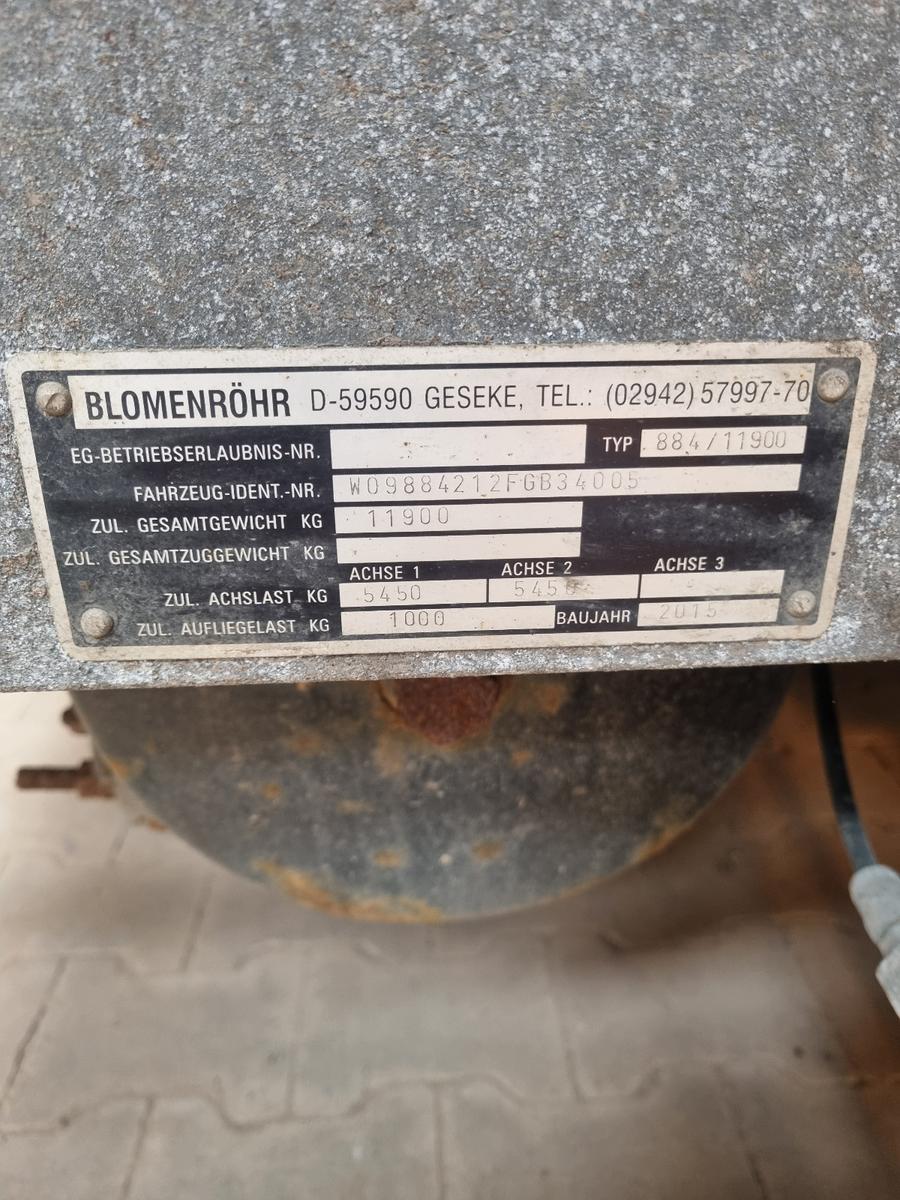 BLOMENRÖHR D-59590 GESEKE, TEL.: (02942) 57997-70
EG-BETRIEBSERLAUBNIS-NR. TYP 884/11900
FAHRZEUG-IDENT.-NR. W09884212FGB34005
ZUL. GESAMTGEWICHT KG 11900
ZUL. GESAMTZUGGEWICHT KG
ACHSE 1 ACHSE 2 ACHSE 3
ZUL. ACHSLAST KG 5450 5450
ZUL. AUFLIEGELAST KG 1000 BAUJAHR 2015